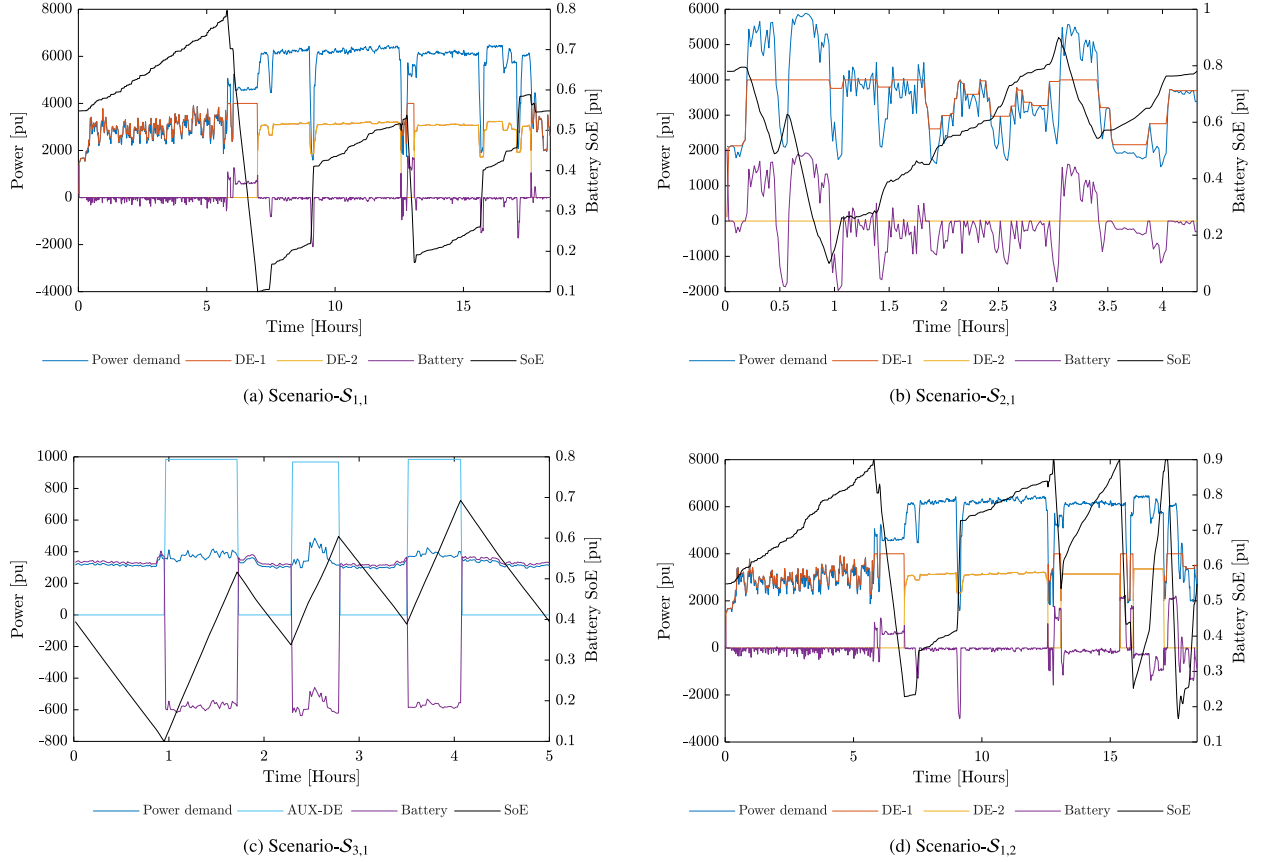 8000
6000
4000
2000
0
-2000
-4000
Power [pu]
0.8
0.7
0.6
0.5
0.4
0.3
0.2
0.1
Battery SoE [pu]
0 5 10 15
Time [Hours]
Power demand DE-1 DE-2 Battery SoE
(a) Scenario-S1,1
6000
5000
4000
3000
2000
1000
0
-1000
-2000
Power [pu]
1
0.8
0.6
0.4
0.2
0
Battery SoE [pu]
0 0.5 1 1.5 2 2.5 3 3.5 4
Time [Hours]
Power demand DE-1 DE-2 Battery SoE
(b) Scenario-S2,1
1000
800
600
400
200
0
-200
-400
-600
-800
Power [pu]
0.8
0.7
0.6
0.5
0.4
0.3
0.2
0.1
Battery SoE [pu]
0 1 2 3 4 5
Time [Hours]
Power demand AUX-DE Battery SoE
(c) Scenario-S3,1
8000
6000
4000
2000
0
-2000
-4000
Power [pu]
0.9
0.8
0.7
0.6
0.5
0.4
0.3
0.2
0.1
Battery SoE [pu]
0 5 10 15
Time [Hours]
Power demand DE-1 DE-2 Battery SoE
(d) Scenario-S1,2